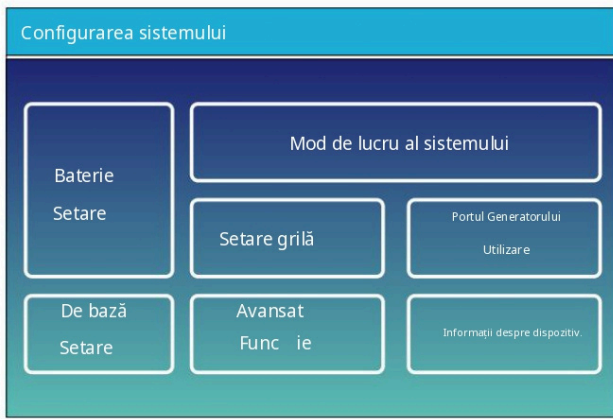 Configurarea sistemului
Mod de lucru al sistemului
Baterie
Setare
Setare grilă
Portul Generatorului
Utilizare
De bază
Setare
Avansat
Func ie
Informații despre dispozitiv.